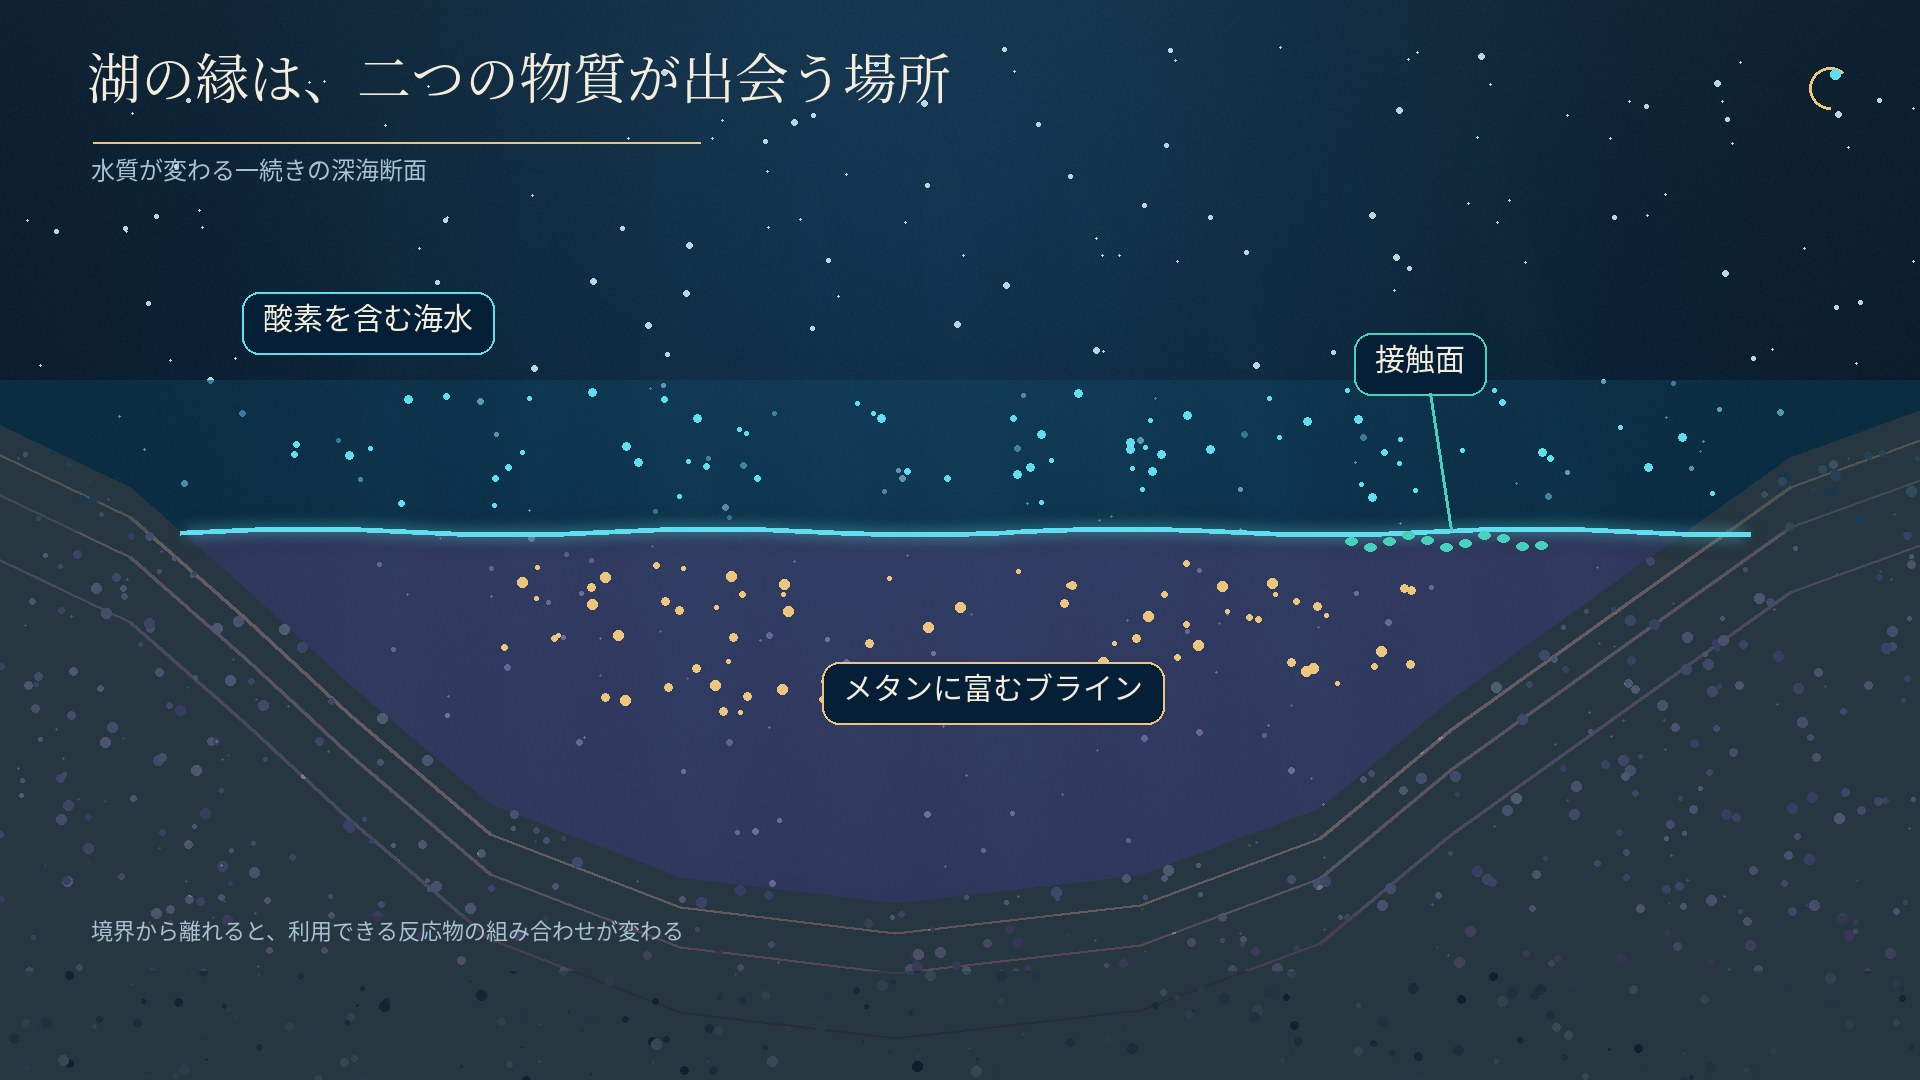 湖の縁は、二つの物質が出会う場所
水質が変わる一続きの深海断面
酸素を含む海水
接触面
メタンに富むブライン
境界から離れると、利用できる反応物の組み合わせが変わる